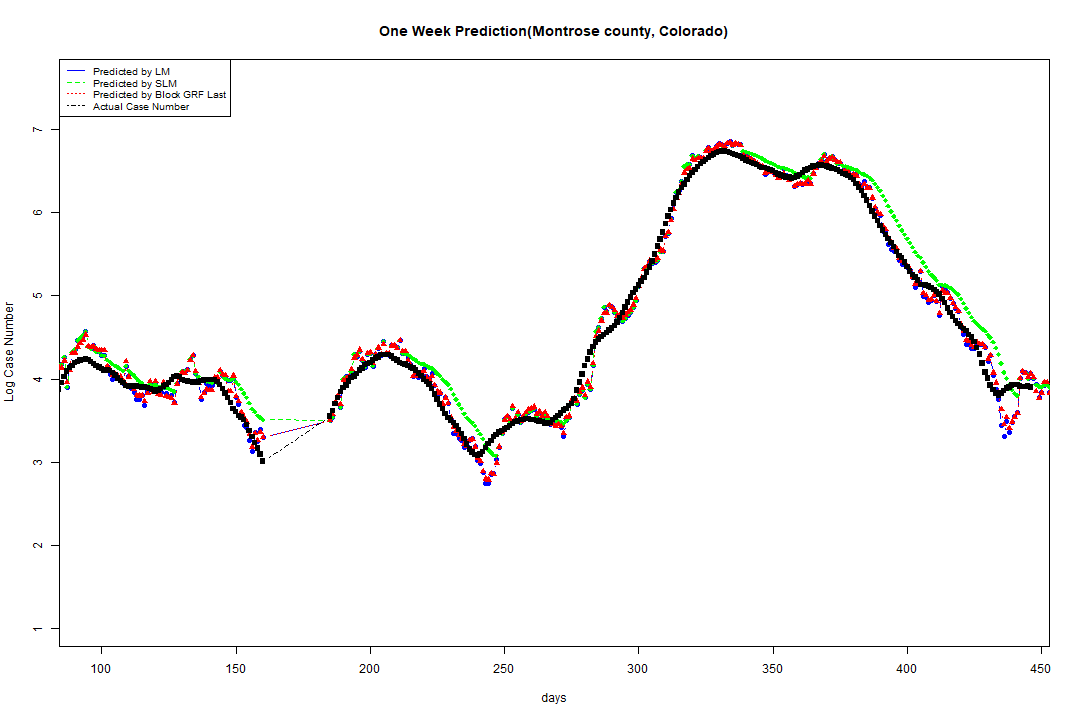 One Week Prediction(Montrose county, Colorado)
Predicted by LM
Predicted by SLM
Predicted by Block GRF Last
Actual Case Number
7
6
5
4
3
2
1
Log Case Number
100 150 200 250 300 350 400 450
days